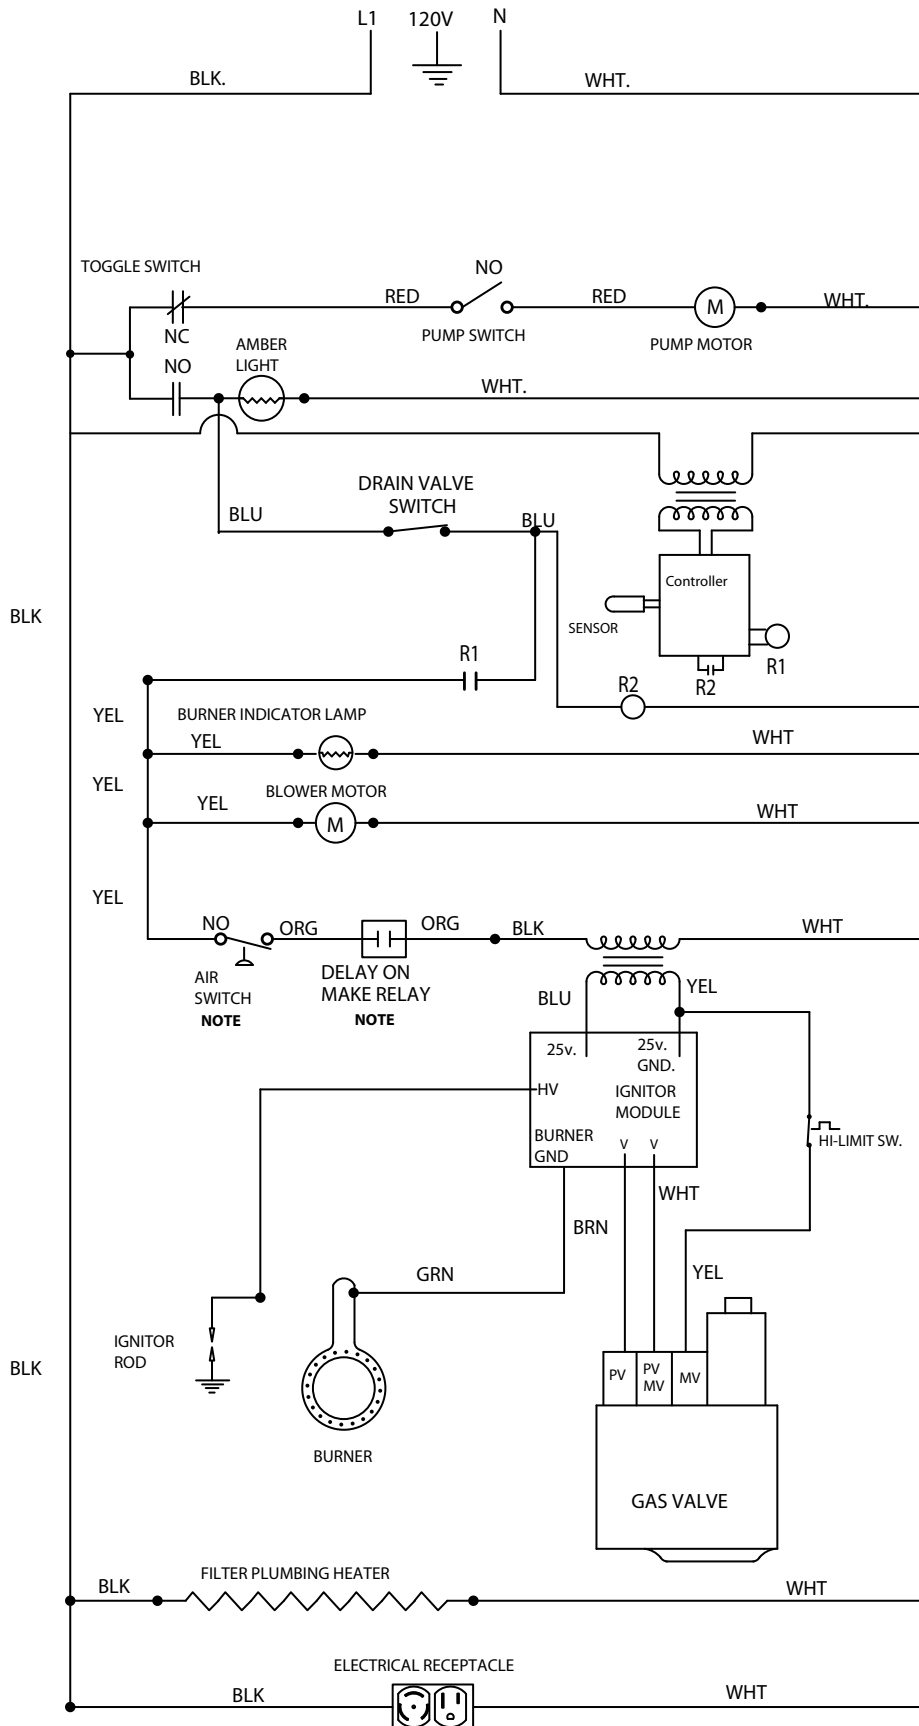 L1 120V N
BLK. WHT.
TOGGLE SWITCH
NO
RED RED WHT.
NC
PUMP SWITCH PUMP MOTOR
M
NO
AMBER
LIGHT
WHT.
DRAIN VALVE
SWITCH
BLU BLU
Controller
SENSOR
BLK
R1
R2
R1
R2
YEL
BURNER INDICATOR LAMP
YEL WHT
YEL
BLOWER MOTOR
YEL M WHT
YEL
NO ORG ORG BLK WHT
AIR
SWITCH
NOTE
DELAY ON
MAKE RELAY
NOTE
BLU YEL
25v. 25v.
GND.
HV
IGNITOR
MODULE
BURNER
GND
V V
HI-LIMIT SW.
WHT
BRN
GRN
YEL
IGNITOR
ROD
BLK
PV PV
MV
MV
BURNER
GAS VALVE
FILTER PLUMBING HEATER
BLK WHT
ELECTRICAL RECEPTACLE
BLK WHT